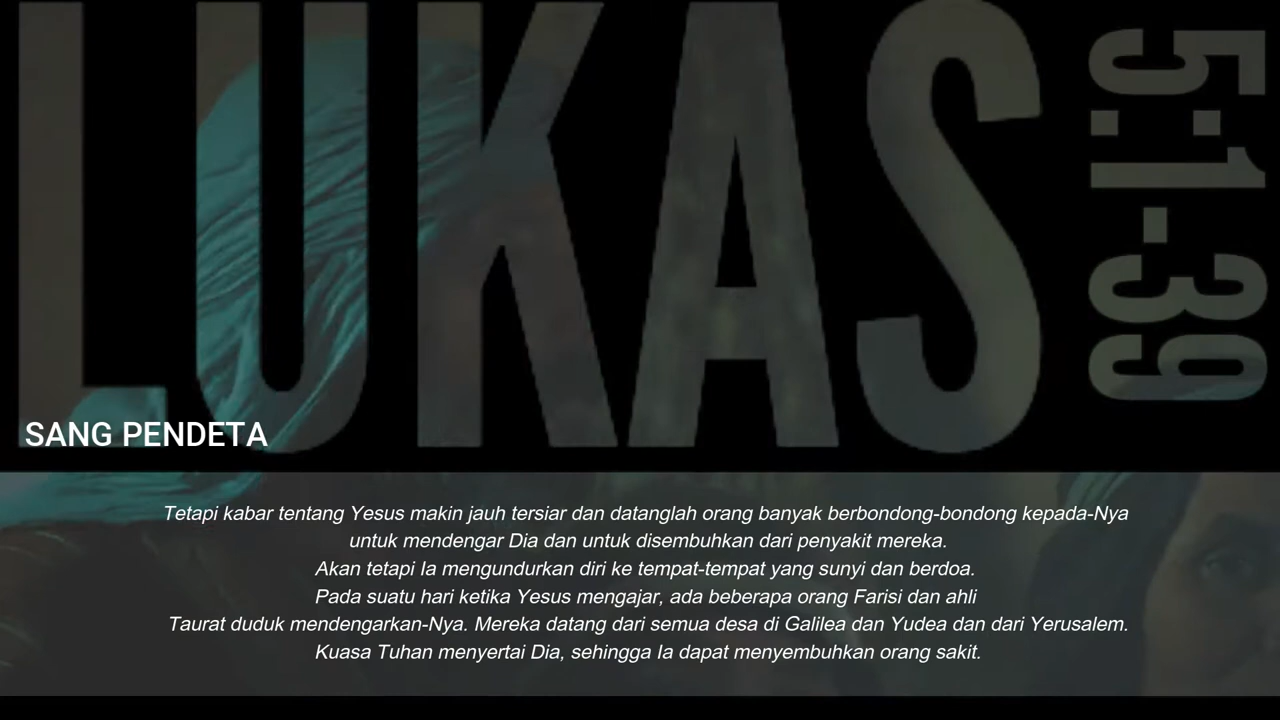 LUKAS
5:1-39
SANG PENDETA
Tetapi kabar tentang Yesus makin jauh tersiar dan datanglah orang banyak berbondong-bondong kepada-Nya
untuk mendengar Dia dan untuk disembuhkan dari penyakit mereka.
Akan tetapi Ia mengundurkan diri ke tempat-tempat yang sunyi dan berdoa.
Pada suatu hari ketika Yesus mengajar, ada beberapa orang Farisi dan ahli
Taurat duduk mendengarkan-Nya. Mereka datang dari semua desa di Galilea dan Yudea dan dari Yerusalem.
Kuasa Tuhan menyertai Dia, sehingga Ia dapat menyembuhkan orang sakit.